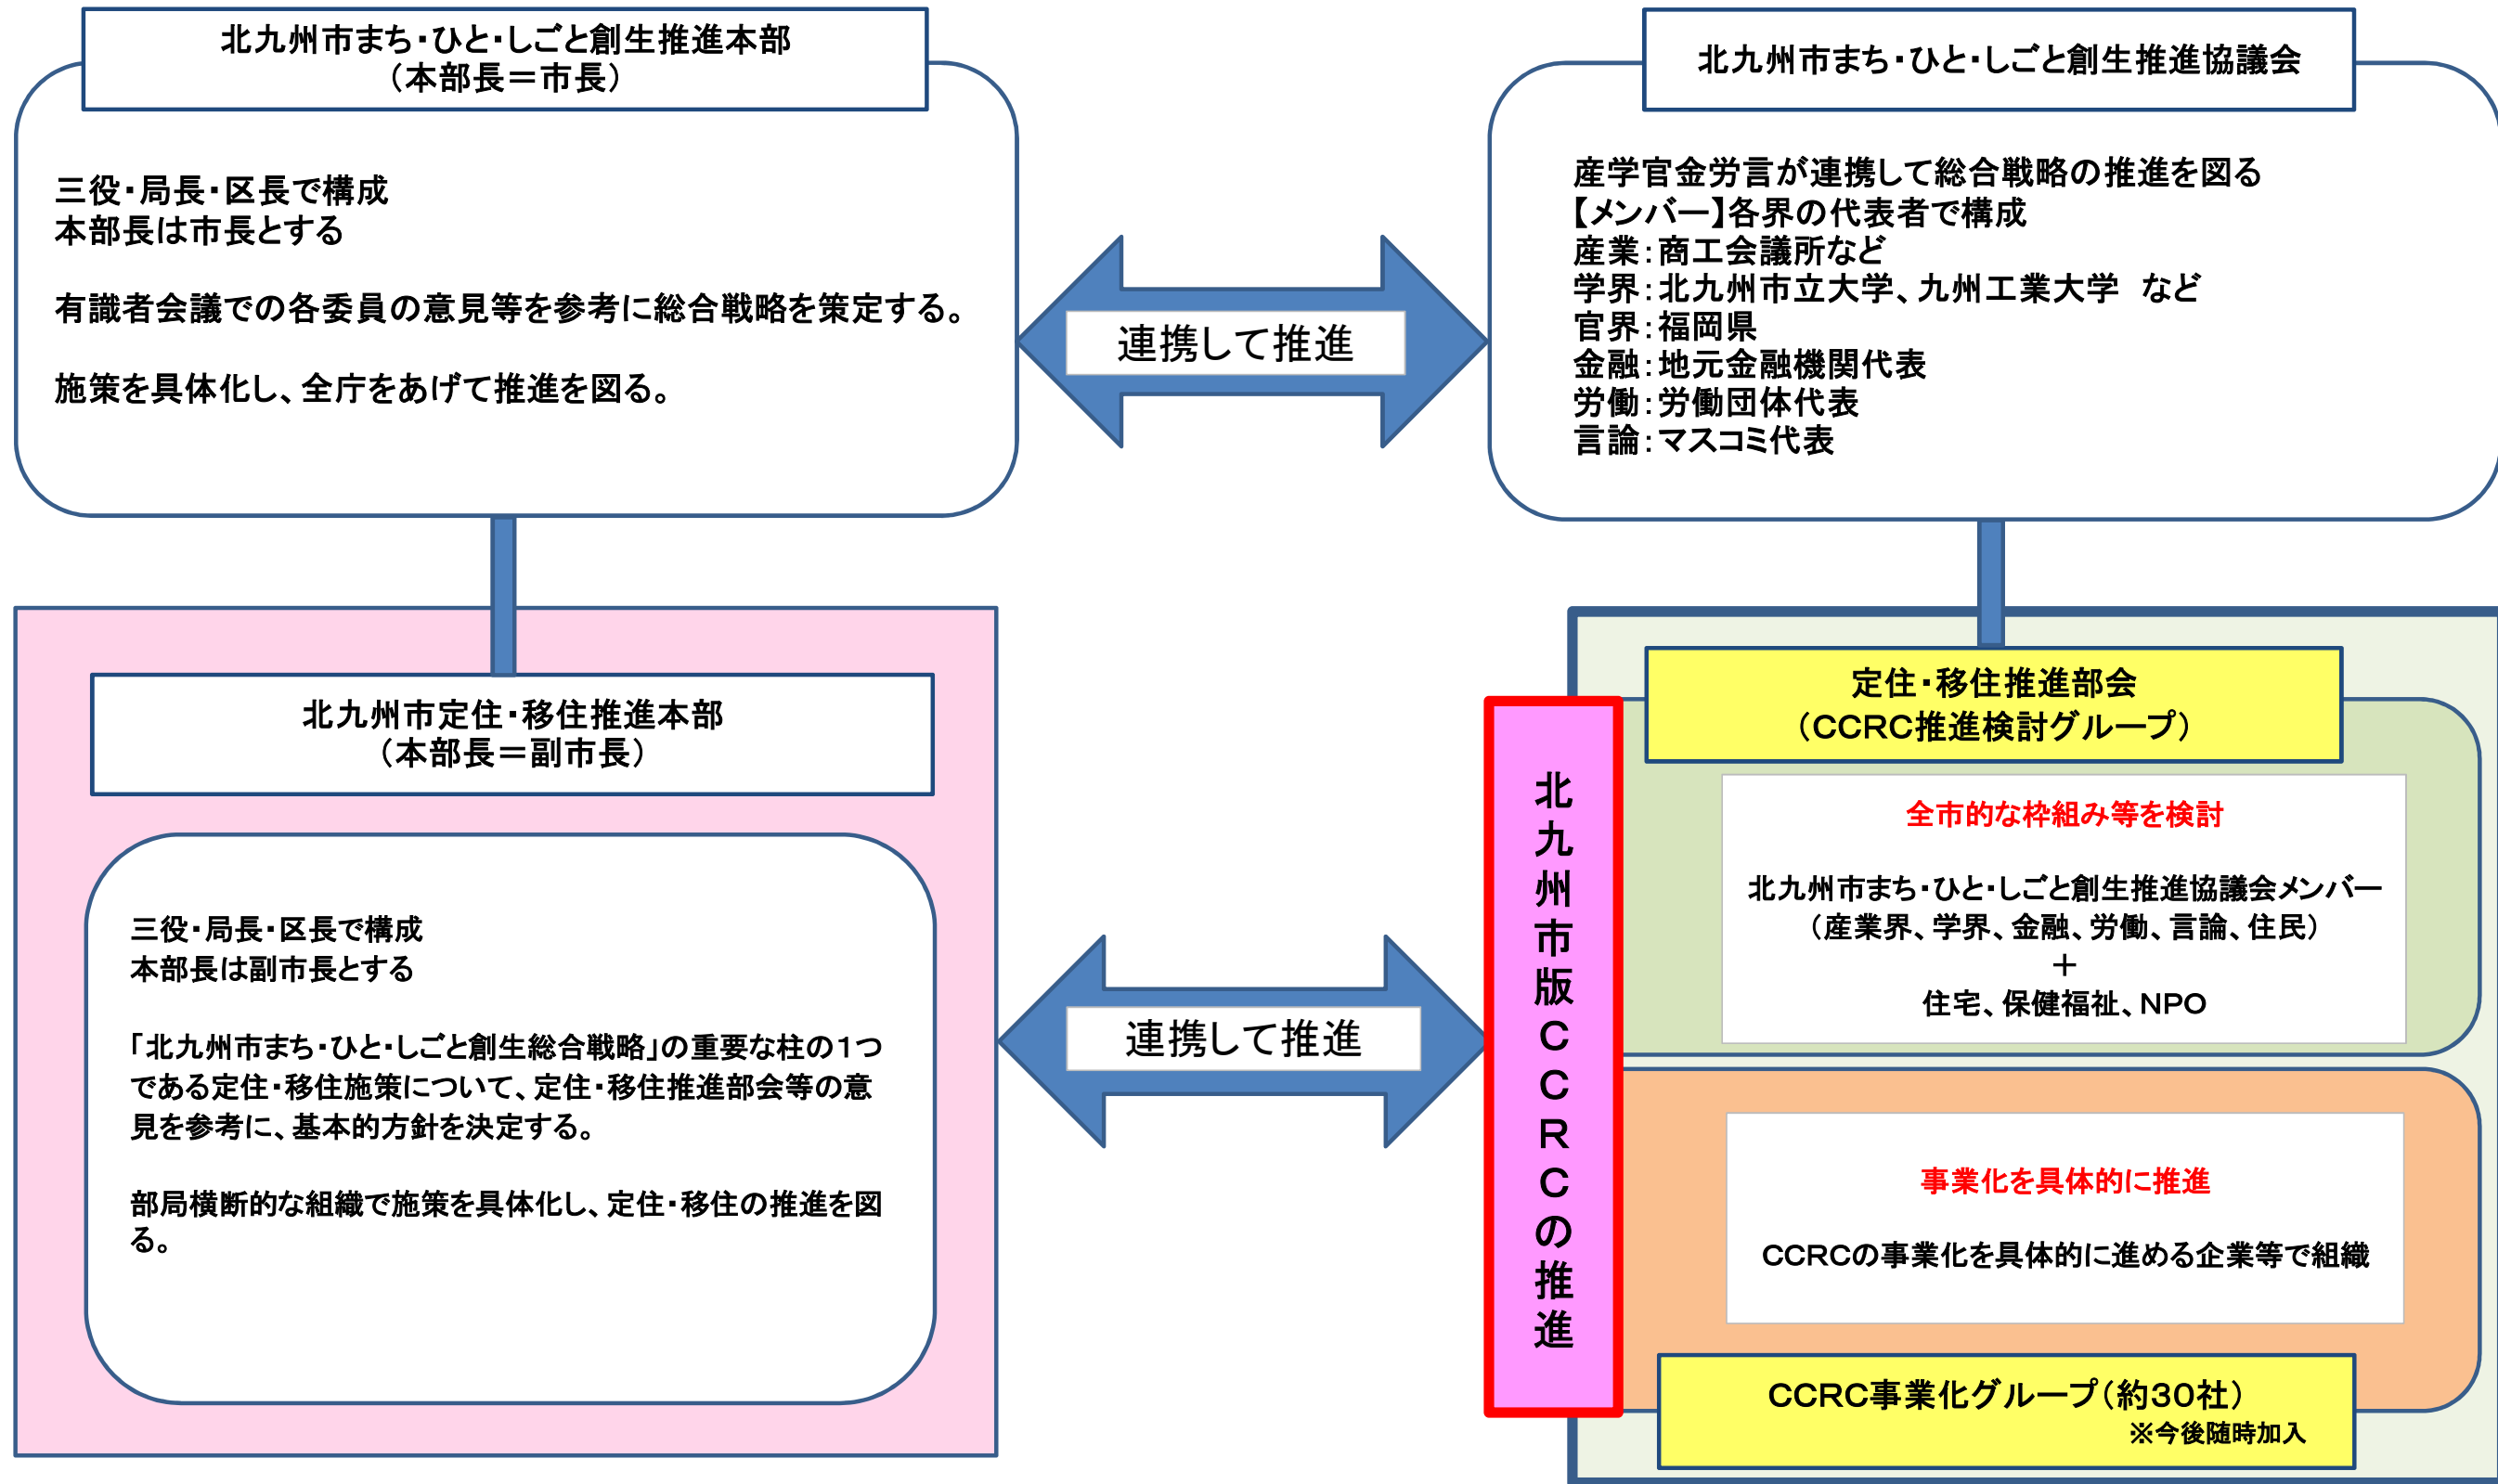 北九州市まち・ひと・しごと創生推進本部
（本部長＝市長）
三役・局長・区長で構成
本部長は市長とする
有識者会議での各委員の意見等を参考に総合戦略を策定する。
施策を具体化し、全庁をあげて推進を図る。
連携して推進
北九州市まち・ひと・しごと創生推進協議会
産学官金労言が連携して総合戦略の推進を図る
【メンバー】各界の代表者で構成
産業：商工会議所など
学界：北九州市立大学、九州工業大学　など
官界：福岡県
金融：地元金融機関代表
労働：労働団体代表
言論：マスコミ代表
北九州市定住・移住推進本部
（本部長＝副市長）
三役・局長・区長で構成
本部長は副市長とする
「北九州市まち・ひと・しごと創生総合戦略」の重要な柱の１つ
である定住・移住施策について、定住・移住推進部会等の意
見を参考に、基本的方針を決定する。
部局横断的な組織で施策を具体化し、定住・移住の推進を図
る。
連携して推進
北九州市版ＣＣＲＣの推進
定住・移住推進部会
（ＣＣＲＣ推進検討グループ）
全市的な枠組み等を検討
北九州市まち・ひと・しごと創生推進協議会メンバー
（産業界、学界、金融、労働、言論、住民）
＋
住宅、保健福祉、ＮＰＯ
事業化を具体的に推進
ＣＣＲＣの事業化を具体的に進める企業等で組織
ＣＣＲＣ事業化グループ（約３０社）
※今後随時加入